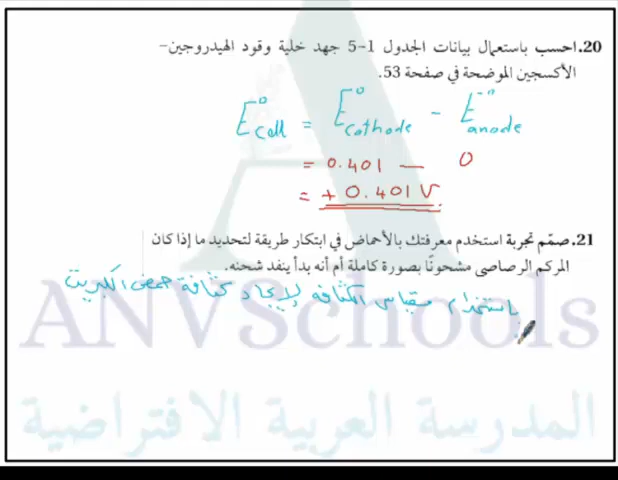 20. احسب باستعمال بيانات الجدول 1-5 جهد خلية وقود الهيدروجين-
الأكسجين الموضحة في صفحة 53.
E°cell = E°cathode - E°anode
= 0.401 — 0
= + 0.401 V
21. صمّم تجربة استخدم معرفتك بالأحماض في ابتكار طريقة لتحديد ما إذا كان
المركم الرصاصي مشحونًا بصورة كاملة أم أنه بدأ ينفد شحنه.
باستخدام مقياس الكثافة لإيجاد كثافة حمض الكبريت
ANVSchools
المدرسة العربية الافتراضية